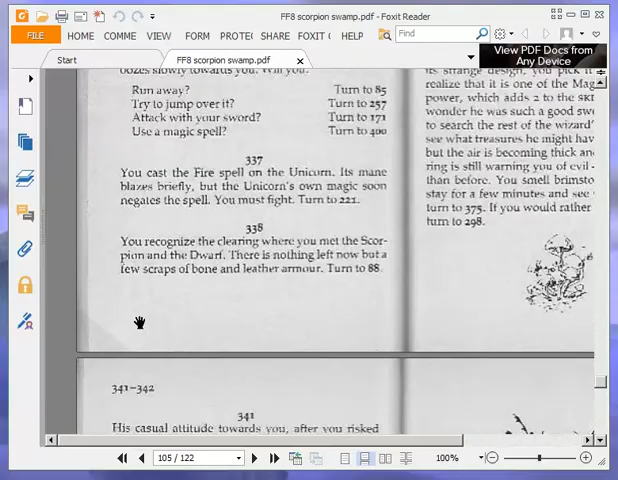 FF8 scorpion swamp.pdf - Foxit Reader
FILE HOME COMME VIEW FORM PROTE SHARE FOXIT C HELP Find
Start FF8 scorpion swamp.pdf
View PDF Docs from
Any Device
oozes slowly towards you. Will you:
Run away? Turn to 85
Try to jump over it? Turn to 257
Attack with your sword? Turn to 171
Use a magic spell? Turn to 400
337
You cast the Fire spell on the Unicorn. Its mane
blazes briefly, but the Unicorn's own magic soon
negates the spell. You must fight. Turn to 221.
338
You recognize the clearing where you met the Scor-
pion and the Dwarf. There is nothing left now but a
few scraps of bone and leather armour. Turn to 88.
its strange design, you pick it
realize that it is one of the Mag
power, which adds 2 to the SKI
wonder he was such a good swo
to search the rest of the wizard'
see what treasures he might hav
but the air is becoming thick an
ring is still warning you of evil -
than before. You smell brimsto
stay for a few minutes and see
turn to 375. If you would rather
turn to 298.
341-342
341
His casual attitude towards you, after you risked
105 / 122 100%